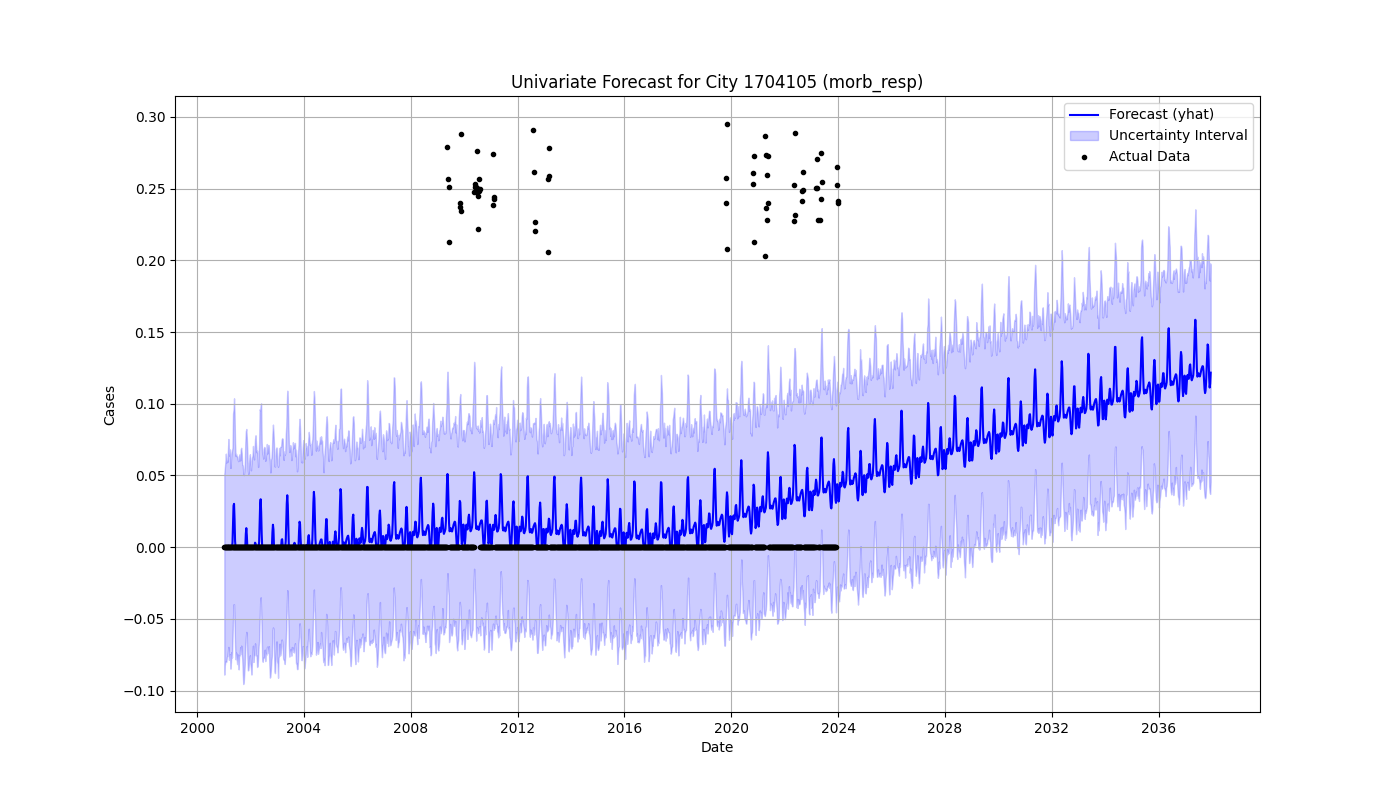 Univariate Forecast for City 1704105 (morb_resp)
Forecast (yhat)
Uncertainty Interval
Actual Data
Cases
0.30
0.25
0.20
0.15
0.10
0.05
0.00
−0.05
−0.10
2000 2004 2008 2012 2016 2020 2024 2028 2032 2036
Date